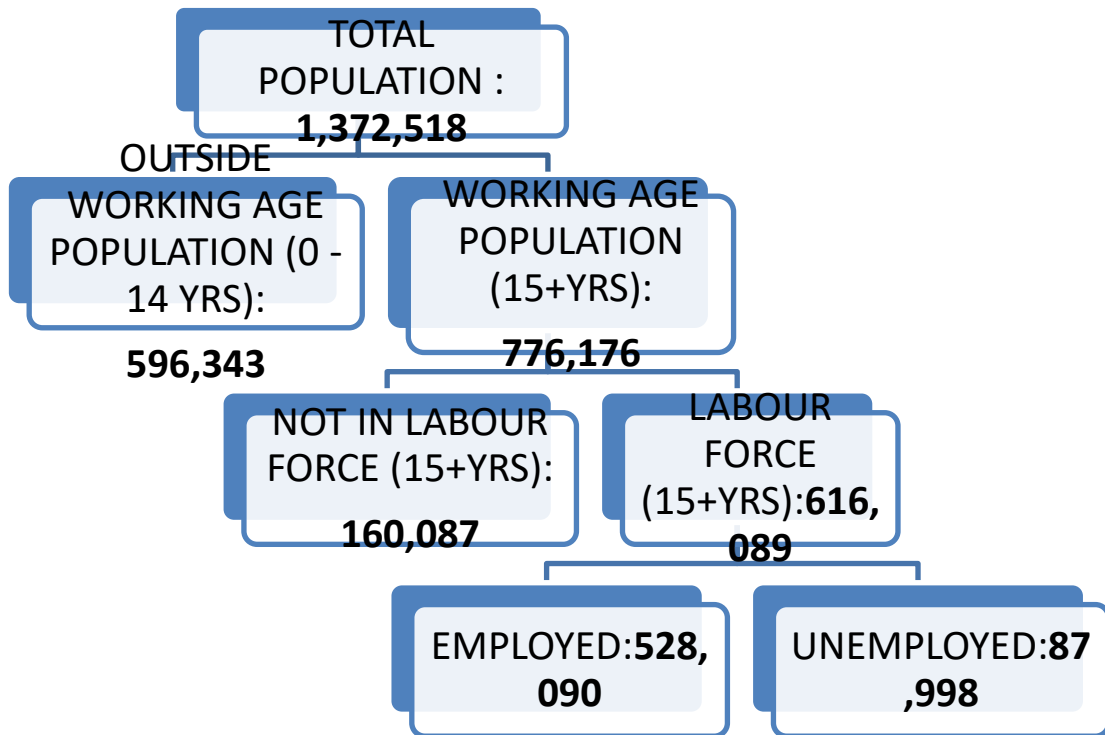 TOTAL
POPULATION :
1,372,518
OUTSIDE
WORKING AGE
POPULATION (0 -
14 YRS):
596,343
WORKING AGE
POPULATION
(15+YRS):
776,176
NOT IN LABOUR
FORCE (15+YRS):
160,087
LABOUR
FORCE
(15+YRS):616,
089
EMPLOYED:528,
090
UNEMPLOYED:87
,998